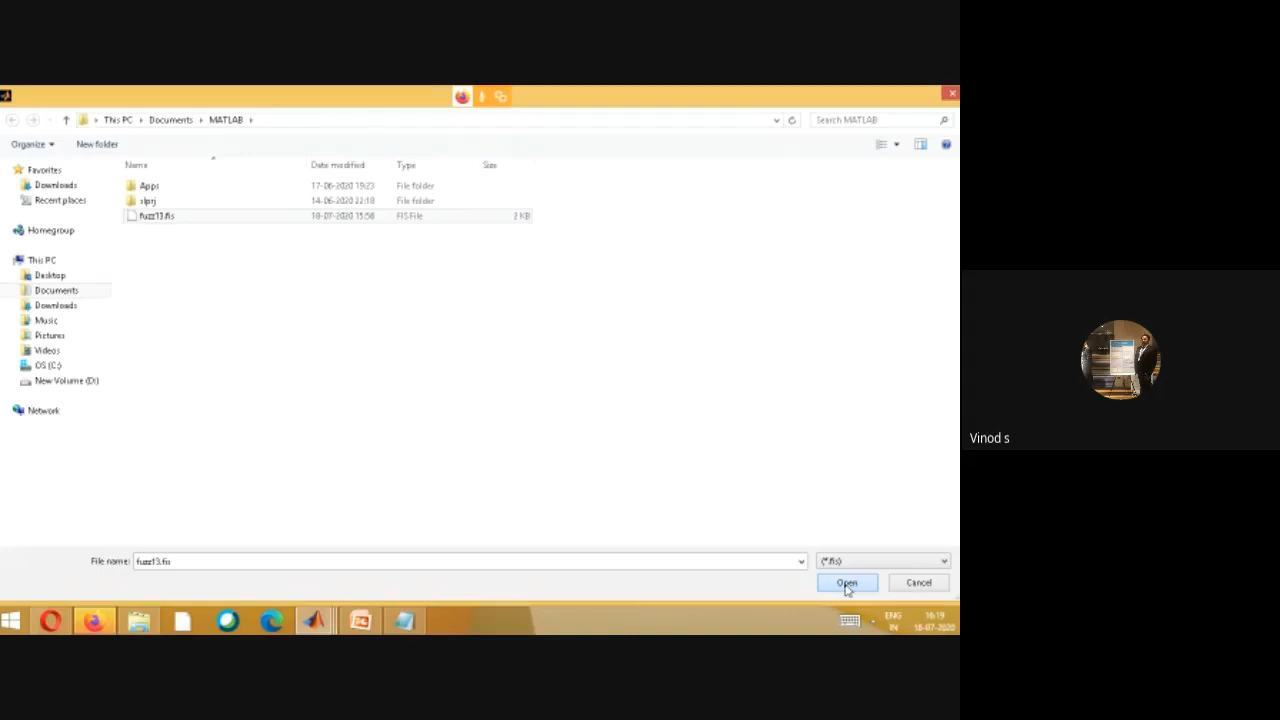 This PC
Documents
MATLAB
Search MATLAB
Organize
New folder
Name
Date modified
Type
Size
Favorites
Downloads
Recent places
Homegroup
This PC
Desktop
Documents
Downloads
Music
Pictures
Videos
OS (C:)
New Volume (D:)
Network
Apps
17-06-2020 19:23
File folder
slprj
14-06-2020 22:18
File folder
fuzz13.fis
18-07-2020 15:56
FIS File
2 KB
File name:
fuzz13.fis
(*.fis)
Open
Cancel
ENG
IN
16:19
18-07-2020
Vinod s